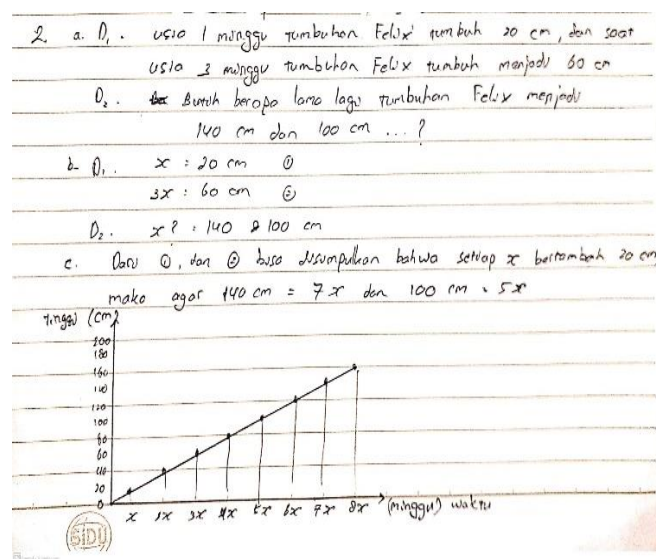 2. a. D₁. usia 1 minggu tumbuhan Felix tumbuh 20 cm, dan saat
usia 3 minggu tumbuhan Felix tumbuh menjadi 60 cm
D₂. Butuh berapa lama lagi tumbuhan Felix menjadi
140 cm dan 100 cm ... ?
b. D₁. x = 20 cm ①
3x = 60 cm ②
D₂. x? = 140 & 100 cm
c. Dari ①, dan ② bisa disimpulkan bahwa setiap x bertambah 20 cm
maka agar 140 cm = 7x dan 100 cm = 5x
Tinggi (cm)
200
180
160
140
120
100
80
60
40
20
0
x 2x 3x 4x 5x 6x 7x 8x (minggu) waktu
SIDU